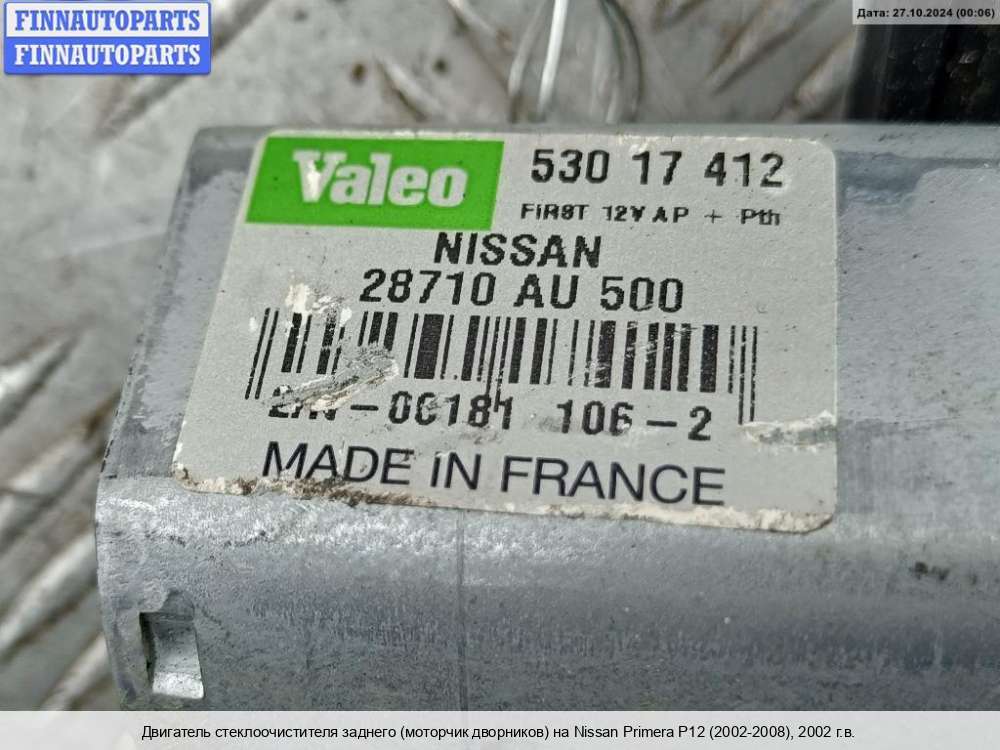 FINNAUTOPARTS
FINNAUTOPARTS
Дата: 27.10.2024 (00:06)
Valeo
530 17 412
FIRST 12V AP + Pth
NISSAN
28710 AU 500
106-2
MADE IN FRANCE
Двигатель стеклоочистителя заднего (моторчик дворников) на Nissan Primera P12 (2002-2008), 2002 г.в.